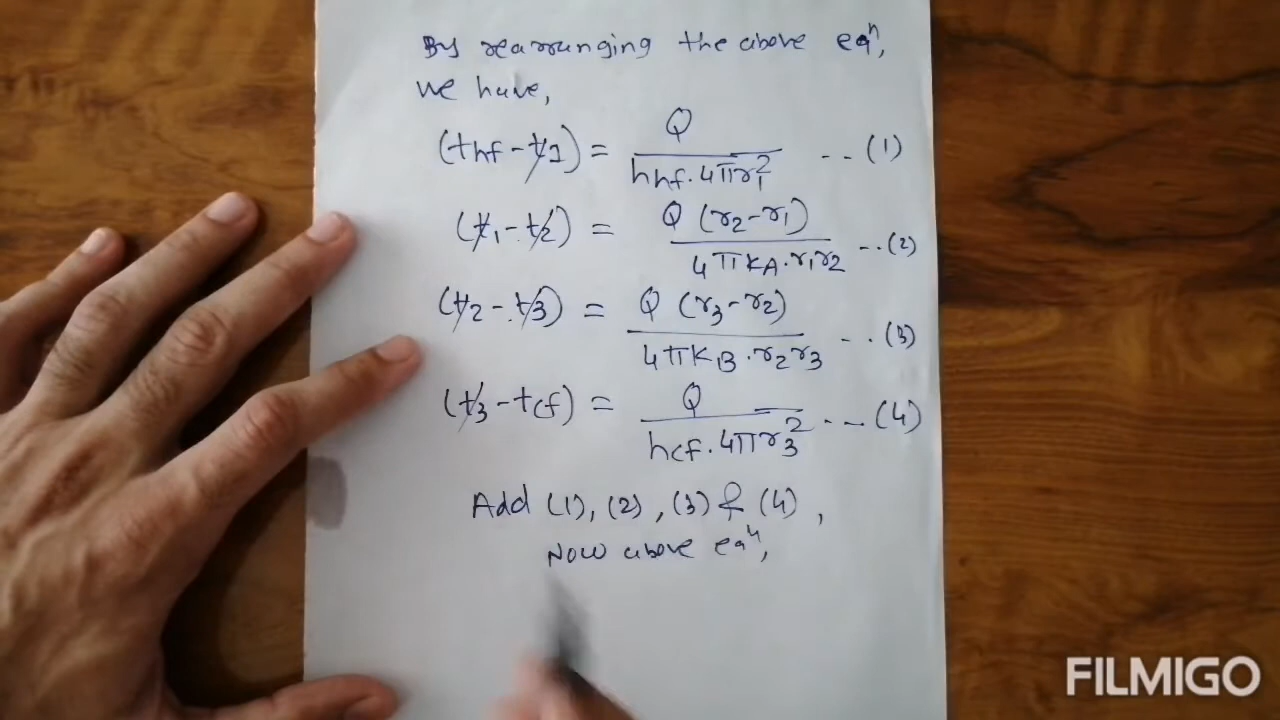 By rearranging the above eqⁿ,
we have,
(thf - t1) = Q / hhf · 4πr₁² -- (1)
(t₁ - t2) = Q (r₂ - r₁) / 4πkA · r₁r₂ -- (2)
(t2 - t3) = Q (r₃ - r₂) / 4πkB · r₂r₃ -- (3)
(t3 - tcf) = Q / hcf · 4πr₃² -- (4)
Add (1), (2), (3) & (4),
Now above eqⁿ,
FILMIGO